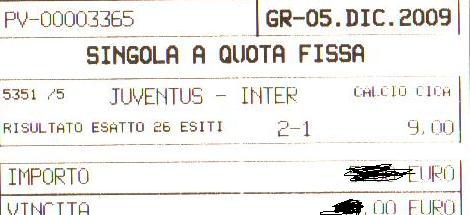 PV-00003365 GR-05.DIC.2009
SINGOLA A QUOTA FISSA
5351 /5 JUVENTUS - INTER CALCIO CICA
RISULTATO ESATTO 26 ESITI 2-1 9,00
IMPORTO EURO
VINCITA ,00 EURO